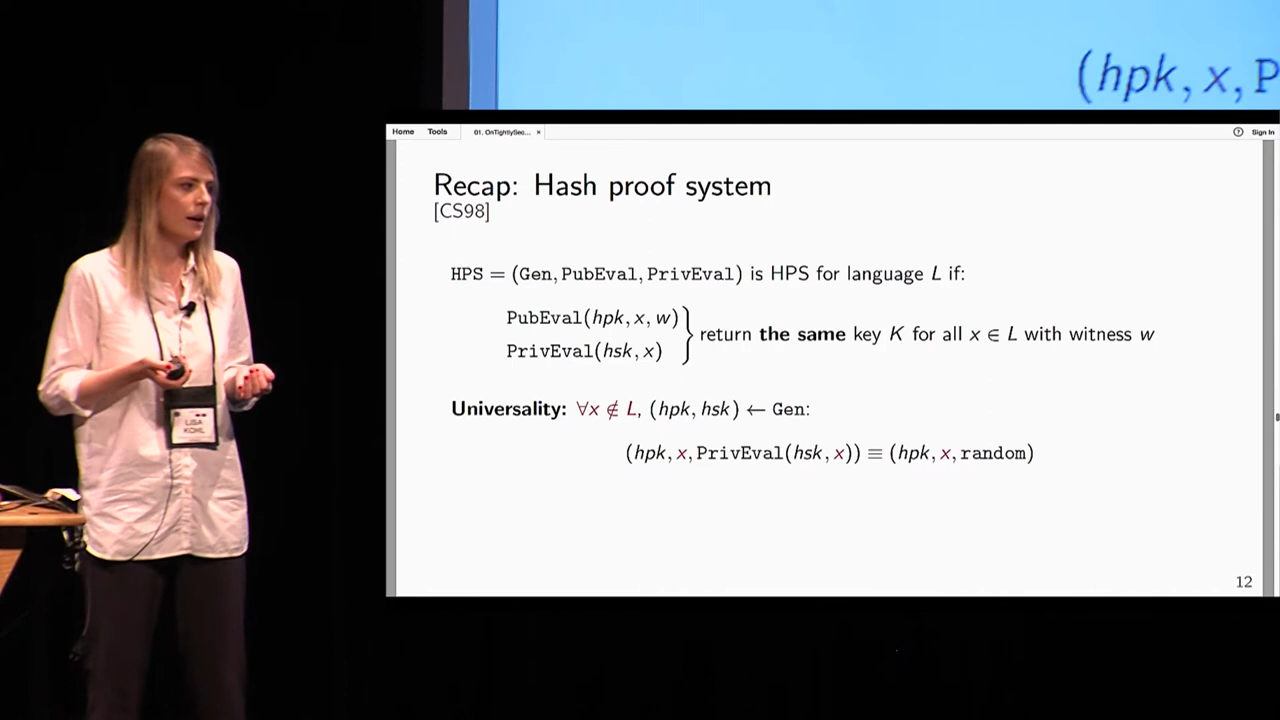 (hpk, x, P
Home Tools 01. OnTightlySec... × Sign In
Recap: Hash proof system
[CS98]
HPS = (Gen, PubEval, PrivEval) is HPS for language L if:
PubEval(hpk, x, w)
PrivEval(hsk, x)
} return the same key K for all x ∈ L with witness w
Universality: ∀x ∉ L, (hpk, hsk) ← Gen:
(hpk, x, PrivEval(hsk, x)) ≡ (hpk, x, random)
12
LISA
KOHL